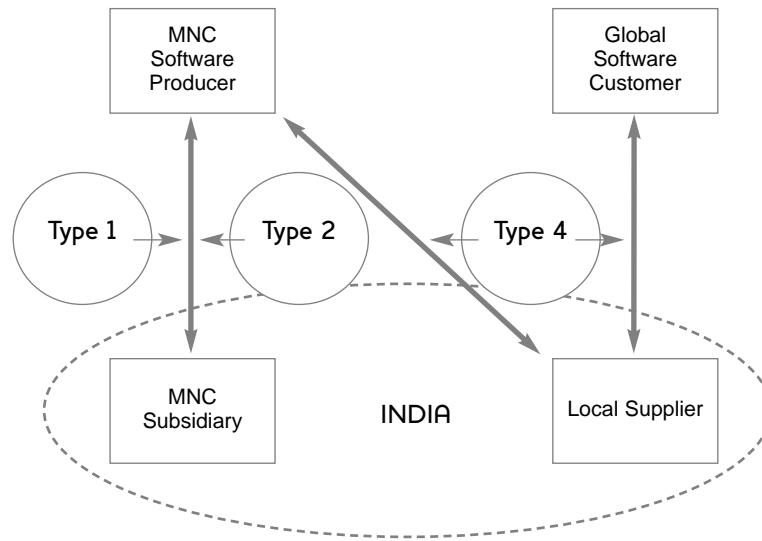 MNC
Software
Producer
Global
Software
Customer
Type 1
Type 2
Type 4
MNC
Subsidiary
INDIA
Local Supplier